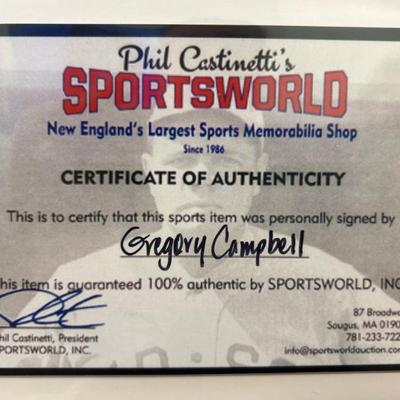 Phil Castinetti's
SPORTSWORLD
New England's Largest Sports Memorabilia Shop
Since 1986
CERTIFICATE OF AUTHENTICITY
This is to certify that this sports item was personally signed by
Gregory Campbell
his item is guaranteed 100% authentic by SPORTSWORLD, INC
hil Castinetti, President
PORTSWORLD, INC.
87 Broadwa
Saugus, MA 0190
781-233-722
info@sportsworldauction.com